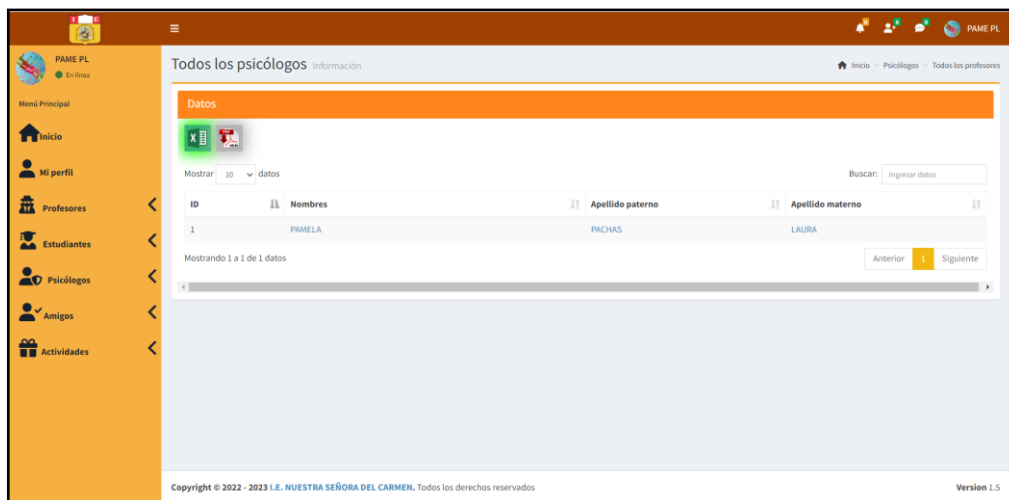 PAME PL
PAME PL
En línea
Todos los psicólogos Información
Inicio > Psicólogos > Todos los profesores
Menú Principal
Inicio
Mi perfil
Profesores
Estudiantes
Psicólogos
Amigos
Actividades
Datos
Mostrar 10 datos
Buscar: Ingresar datos
ID Nombres Apellido paterno Apellido materno
1 PAMELA PACHAS LAURA
Mostrando 1 a 1 de 1 datos
Anterior 1 Siguiente
Copyright © 2022 - 2023 I.E. NUESTRA SEÑORA DEL CARMEN. Todos los derechos reservados
Version 1.5